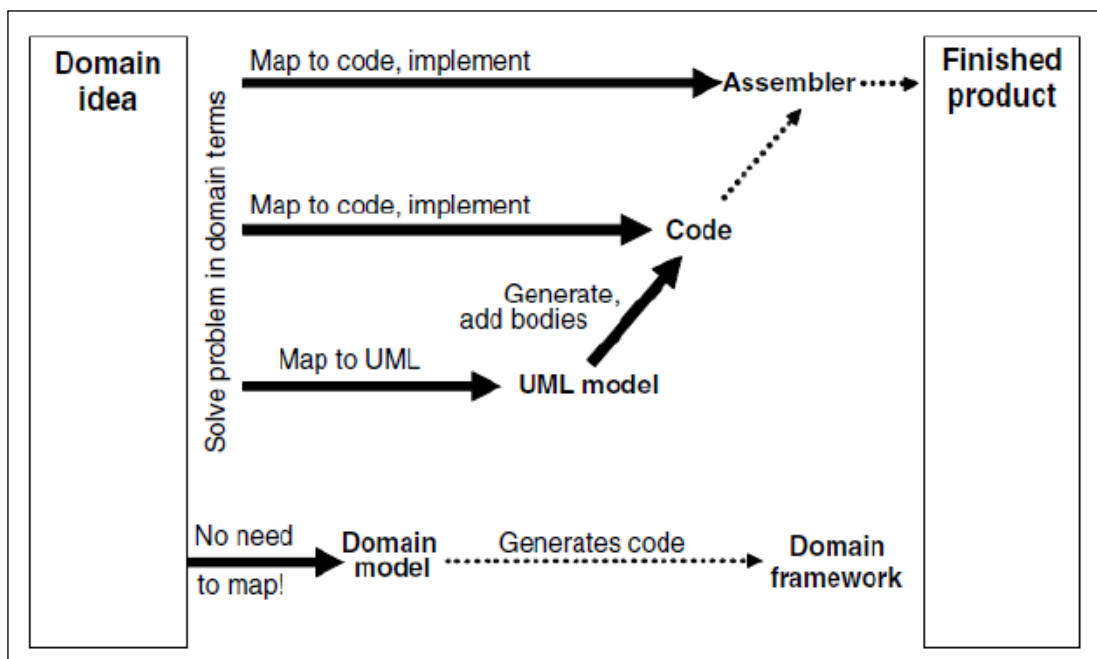 Domain
idea
Solve problem in domain terms
Map to code, implement
Assembler
Finished
product
Map to code, implement
Code
Generate,
add bodies
Map to UML
UML model
No need
to map!
Domain
model
Generates code
Domain
framework